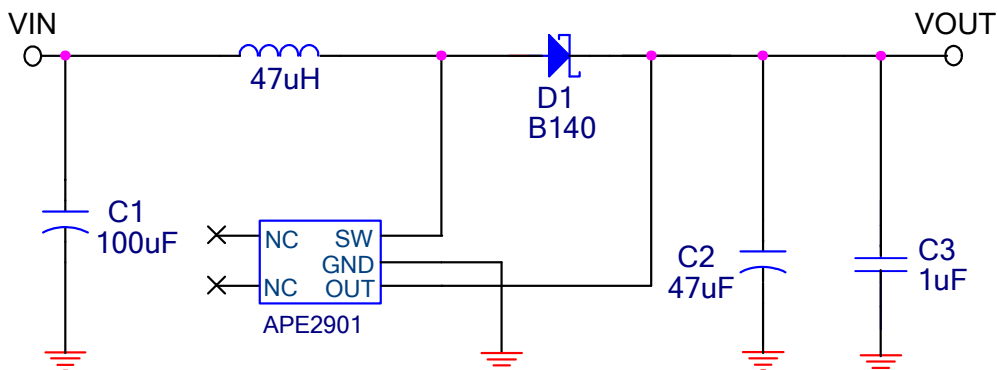 VIN
VOUT
47uH
D1
B140
C1
100uF
NC
SW
GND
NC
OUT
APE2901
C2
47uF
C3
1uF